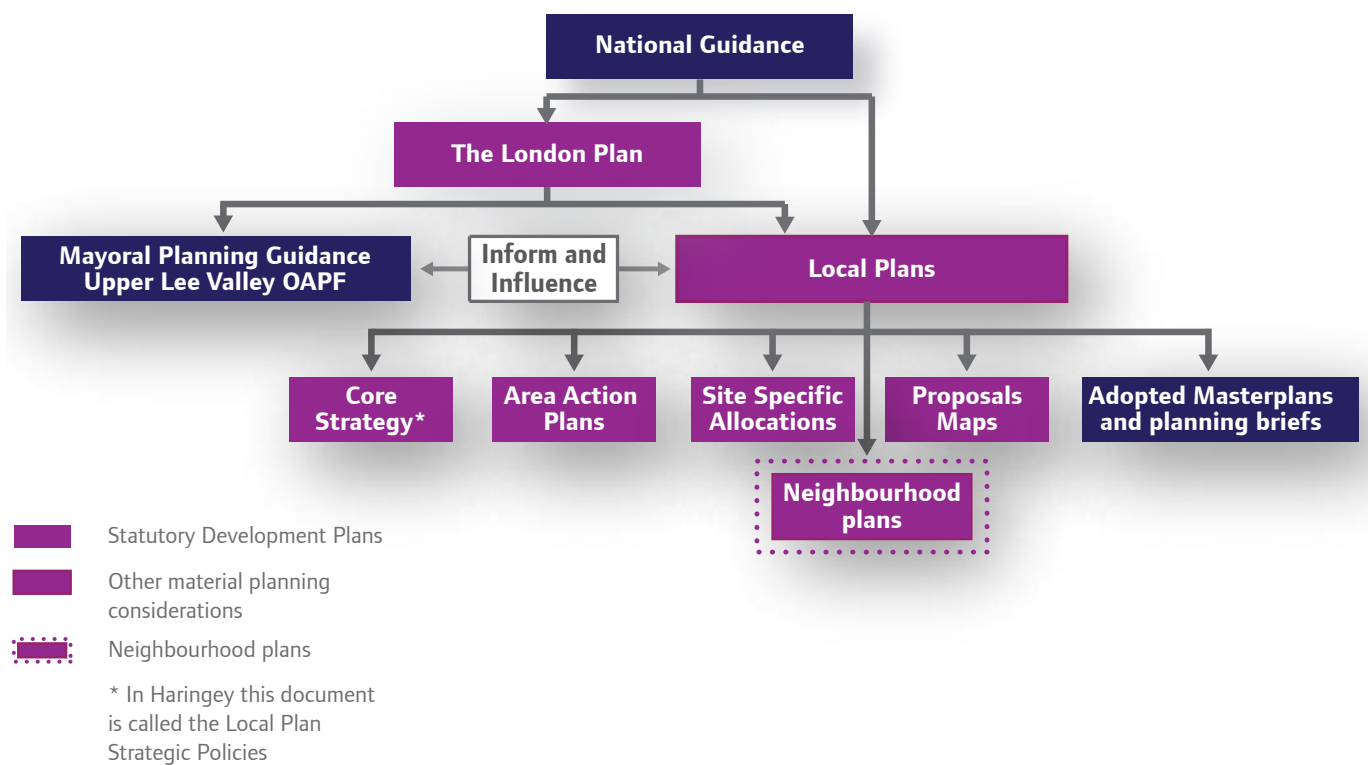 National Guidance
The London Plan
Mayoral Planning Guidance
Upper Lee Valley OAPF
Inform and
Influence
Local Plans
Core
Strategy*
Area Action
Plans
Site Specific
Allocations
Proposals
Maps
Adopted Masterplans
and planning briefs
Neighbourhood
plans
Statutory Development Plans
Other material planning
considerations
Neighbourhood plans
* In Haringey this document
is called the Local Plan
Strategic Policies